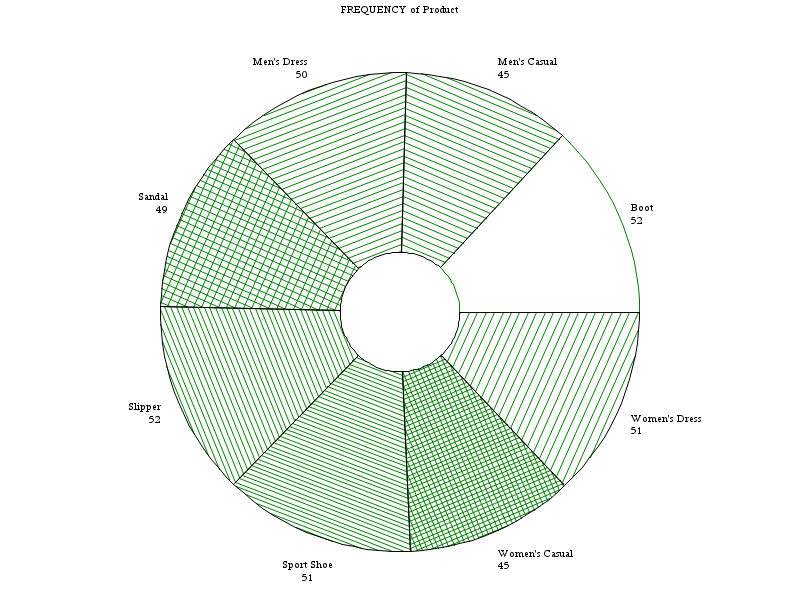 FREQUENCY of Product
Men's Dress
50
Men's Casual
45
Sandal
49
Boot
52
Slipper
52
Women's Dress
51
Sport Shoe
51
Women's Casual
45